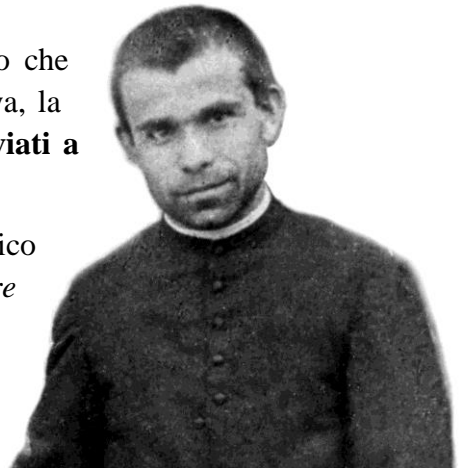 o che
va, la
viati a
ico
re